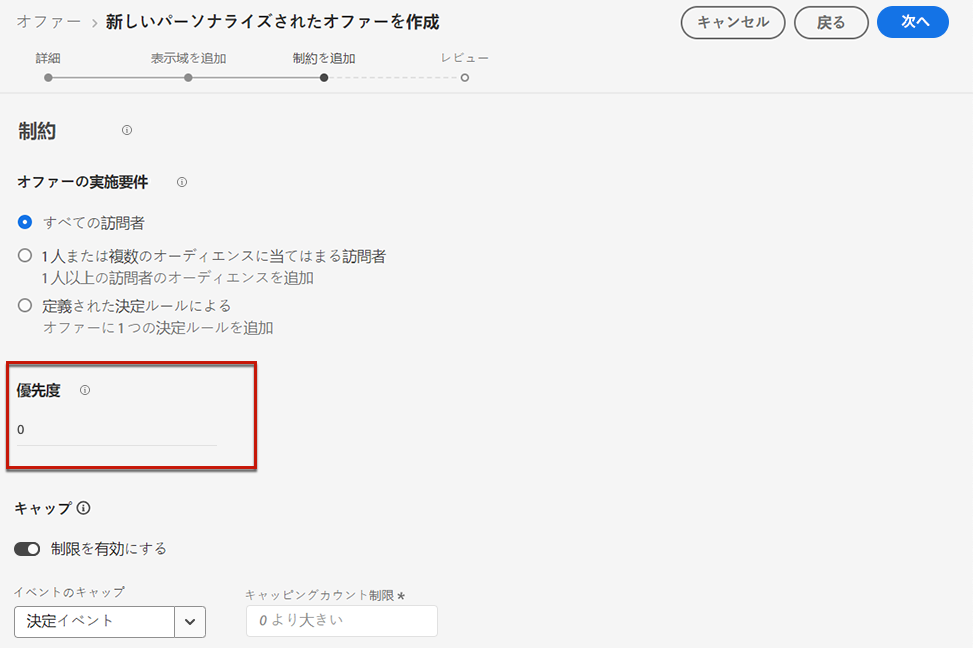 オファー > 新しいパーソナライズされたオファーを作成
キャンセル 戻る 次へ
詳細 表示域を追加 制約を追加 レビュー
制約
オファーの実施要件
すべての訪問者
1 人または複数のオーディエンスに当てはまる訪問者
1 人以上の訪問者のオーディエンスを追加
定義された決定ルールによる
オファーに 1 つの決定ルールを追加
優先度
0
キャップ
制限を有効にする
イベントのキャップ キャッピングカウント制限 *
決定イベント 0 より大きい